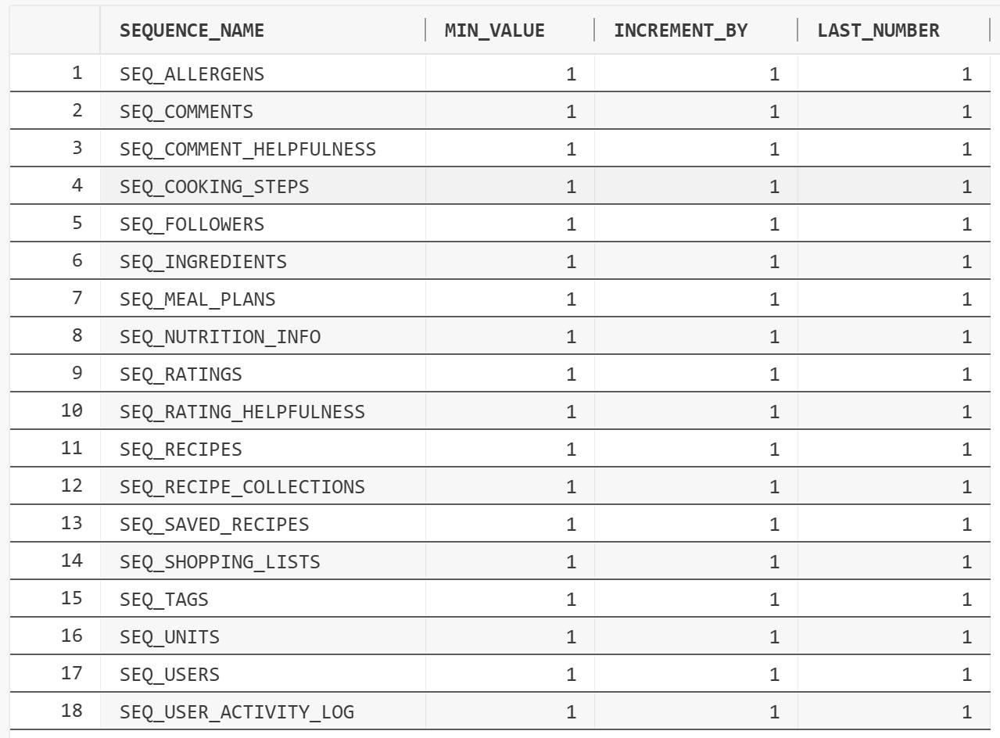 SEQUENCE_NAME MIN_VALUE INCREMENT_BY LAST_NUMBER
1 SEQ_ALLERGENS 1 1 1
2 SEQ_COMMENTS 1 1 1
3 SEQ_COMMENT_HELPFULNESS 1 1 1
4 SEQ_COOKING_STEPS 1 1 1
5 SEQ_FOLLOWERS 1 1 1
6 SEQ_INGREDIENTS 1 1 1
7 SEQ_MEAL_PLANS 1 1 1
8 SEQ_NUTRITION_INFO 1 1 1
9 SEQ_RATINGS 1 1 1
10 SEQ_RATING_HELPFULNESS 1 1 1
11 SEQ_RECIPES 1 1 1
12 SEQ_RECIPE_COLLECTIONS 1 1 1
13 SEQ_SAVED_RECIPES 1 1 1
14 SEQ_SHOPPING_LISTS 1 1 1
15 SEQ_TAGS 1 1 1
16 SEQ_UNITS 1 1 1
17 SEQ_USERS 1 1 1
18 SEQ_USER_ACTIVITY_LOG 1 1 1